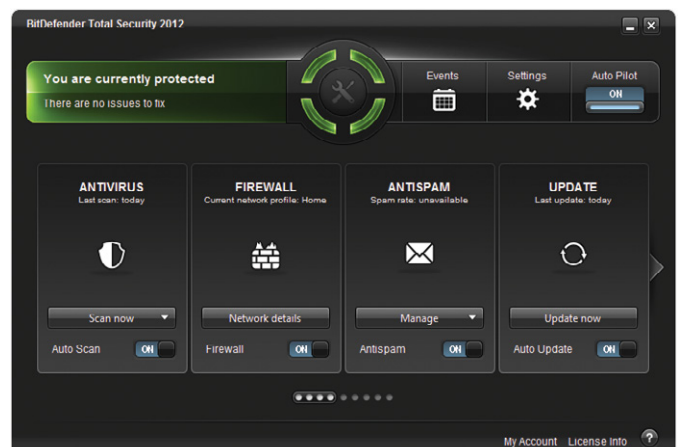 BitDefender Total Security 2012
You are currently protected
There are no issues to fix
Events
Settings
Auto Pilot
ON
ANTIVIRUS
Last scan: today
Scan now
Auto Scan ON
FIREWALL
Current network profile: Home
Network details
Firewall ON
ANTISPAM
Spam rate: unavailable
Manage
Antispam ON
UPDATE
Last update: today
Update now
Auto Update ON
My Account License Info ?